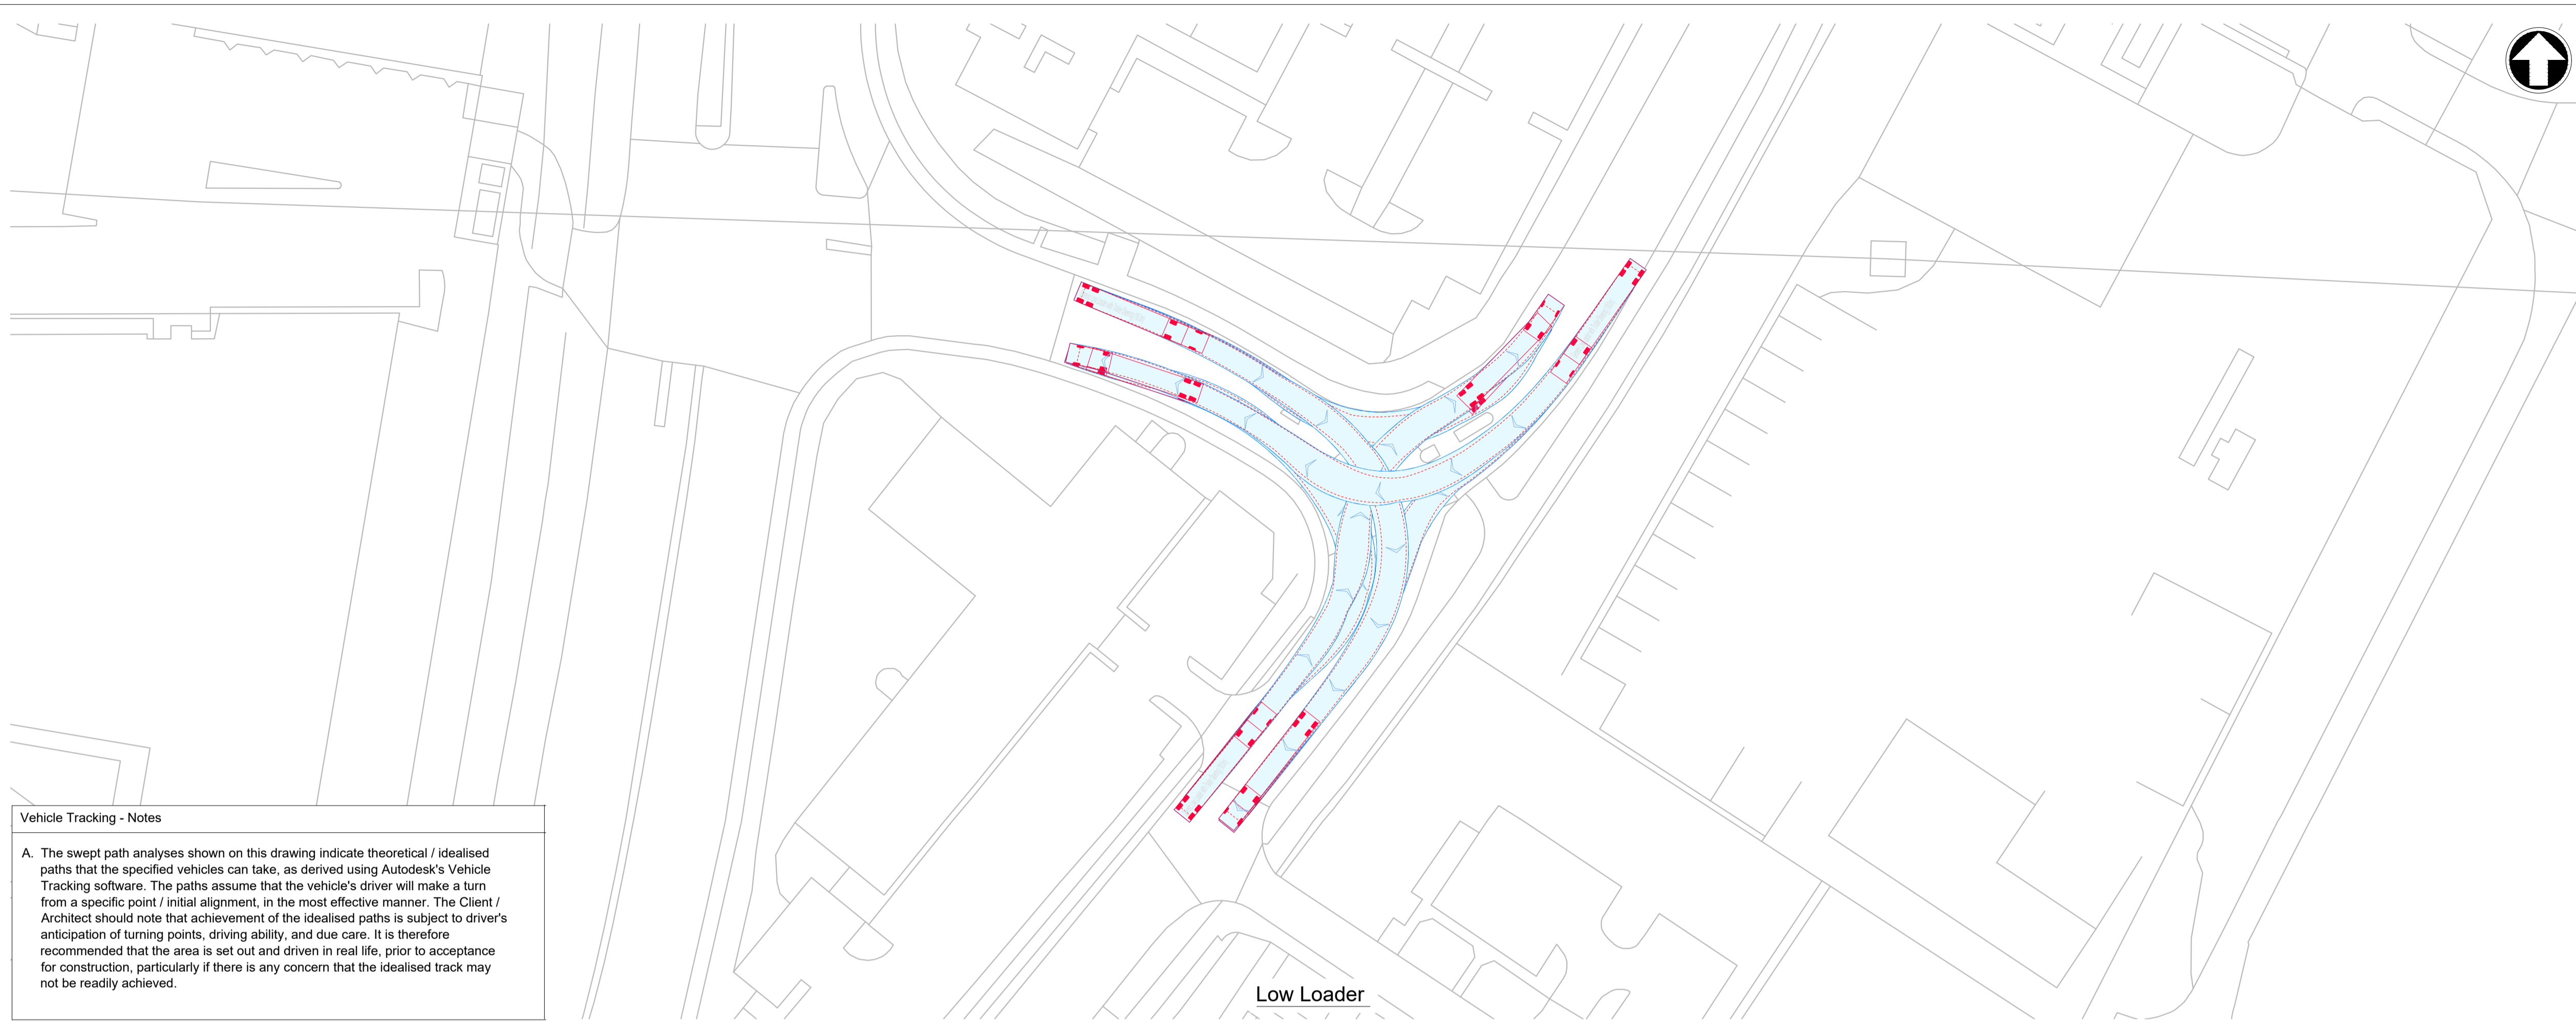 Vehicle Tracking - Notes
A. The swept path analyses shown on this drawing indicate theoretical / idealised
paths that the specified vehicles can take, as derived using Autodesk's Vehicle
Tracking software. The paths assume that the vehicle's driver will make a turn
from a specific point / initial alignment, in the most effective manner. The Client /
Architect should note that achievement of the idealised paths is subject to driver's
anticipation of turning points, driving ability, and due care. It is therefore
recommended that the area is set out and driven in real life, prior to acceptance
for construction, particularly if there is any concern that the idealised track may
not be readily achieved.
Low Loader